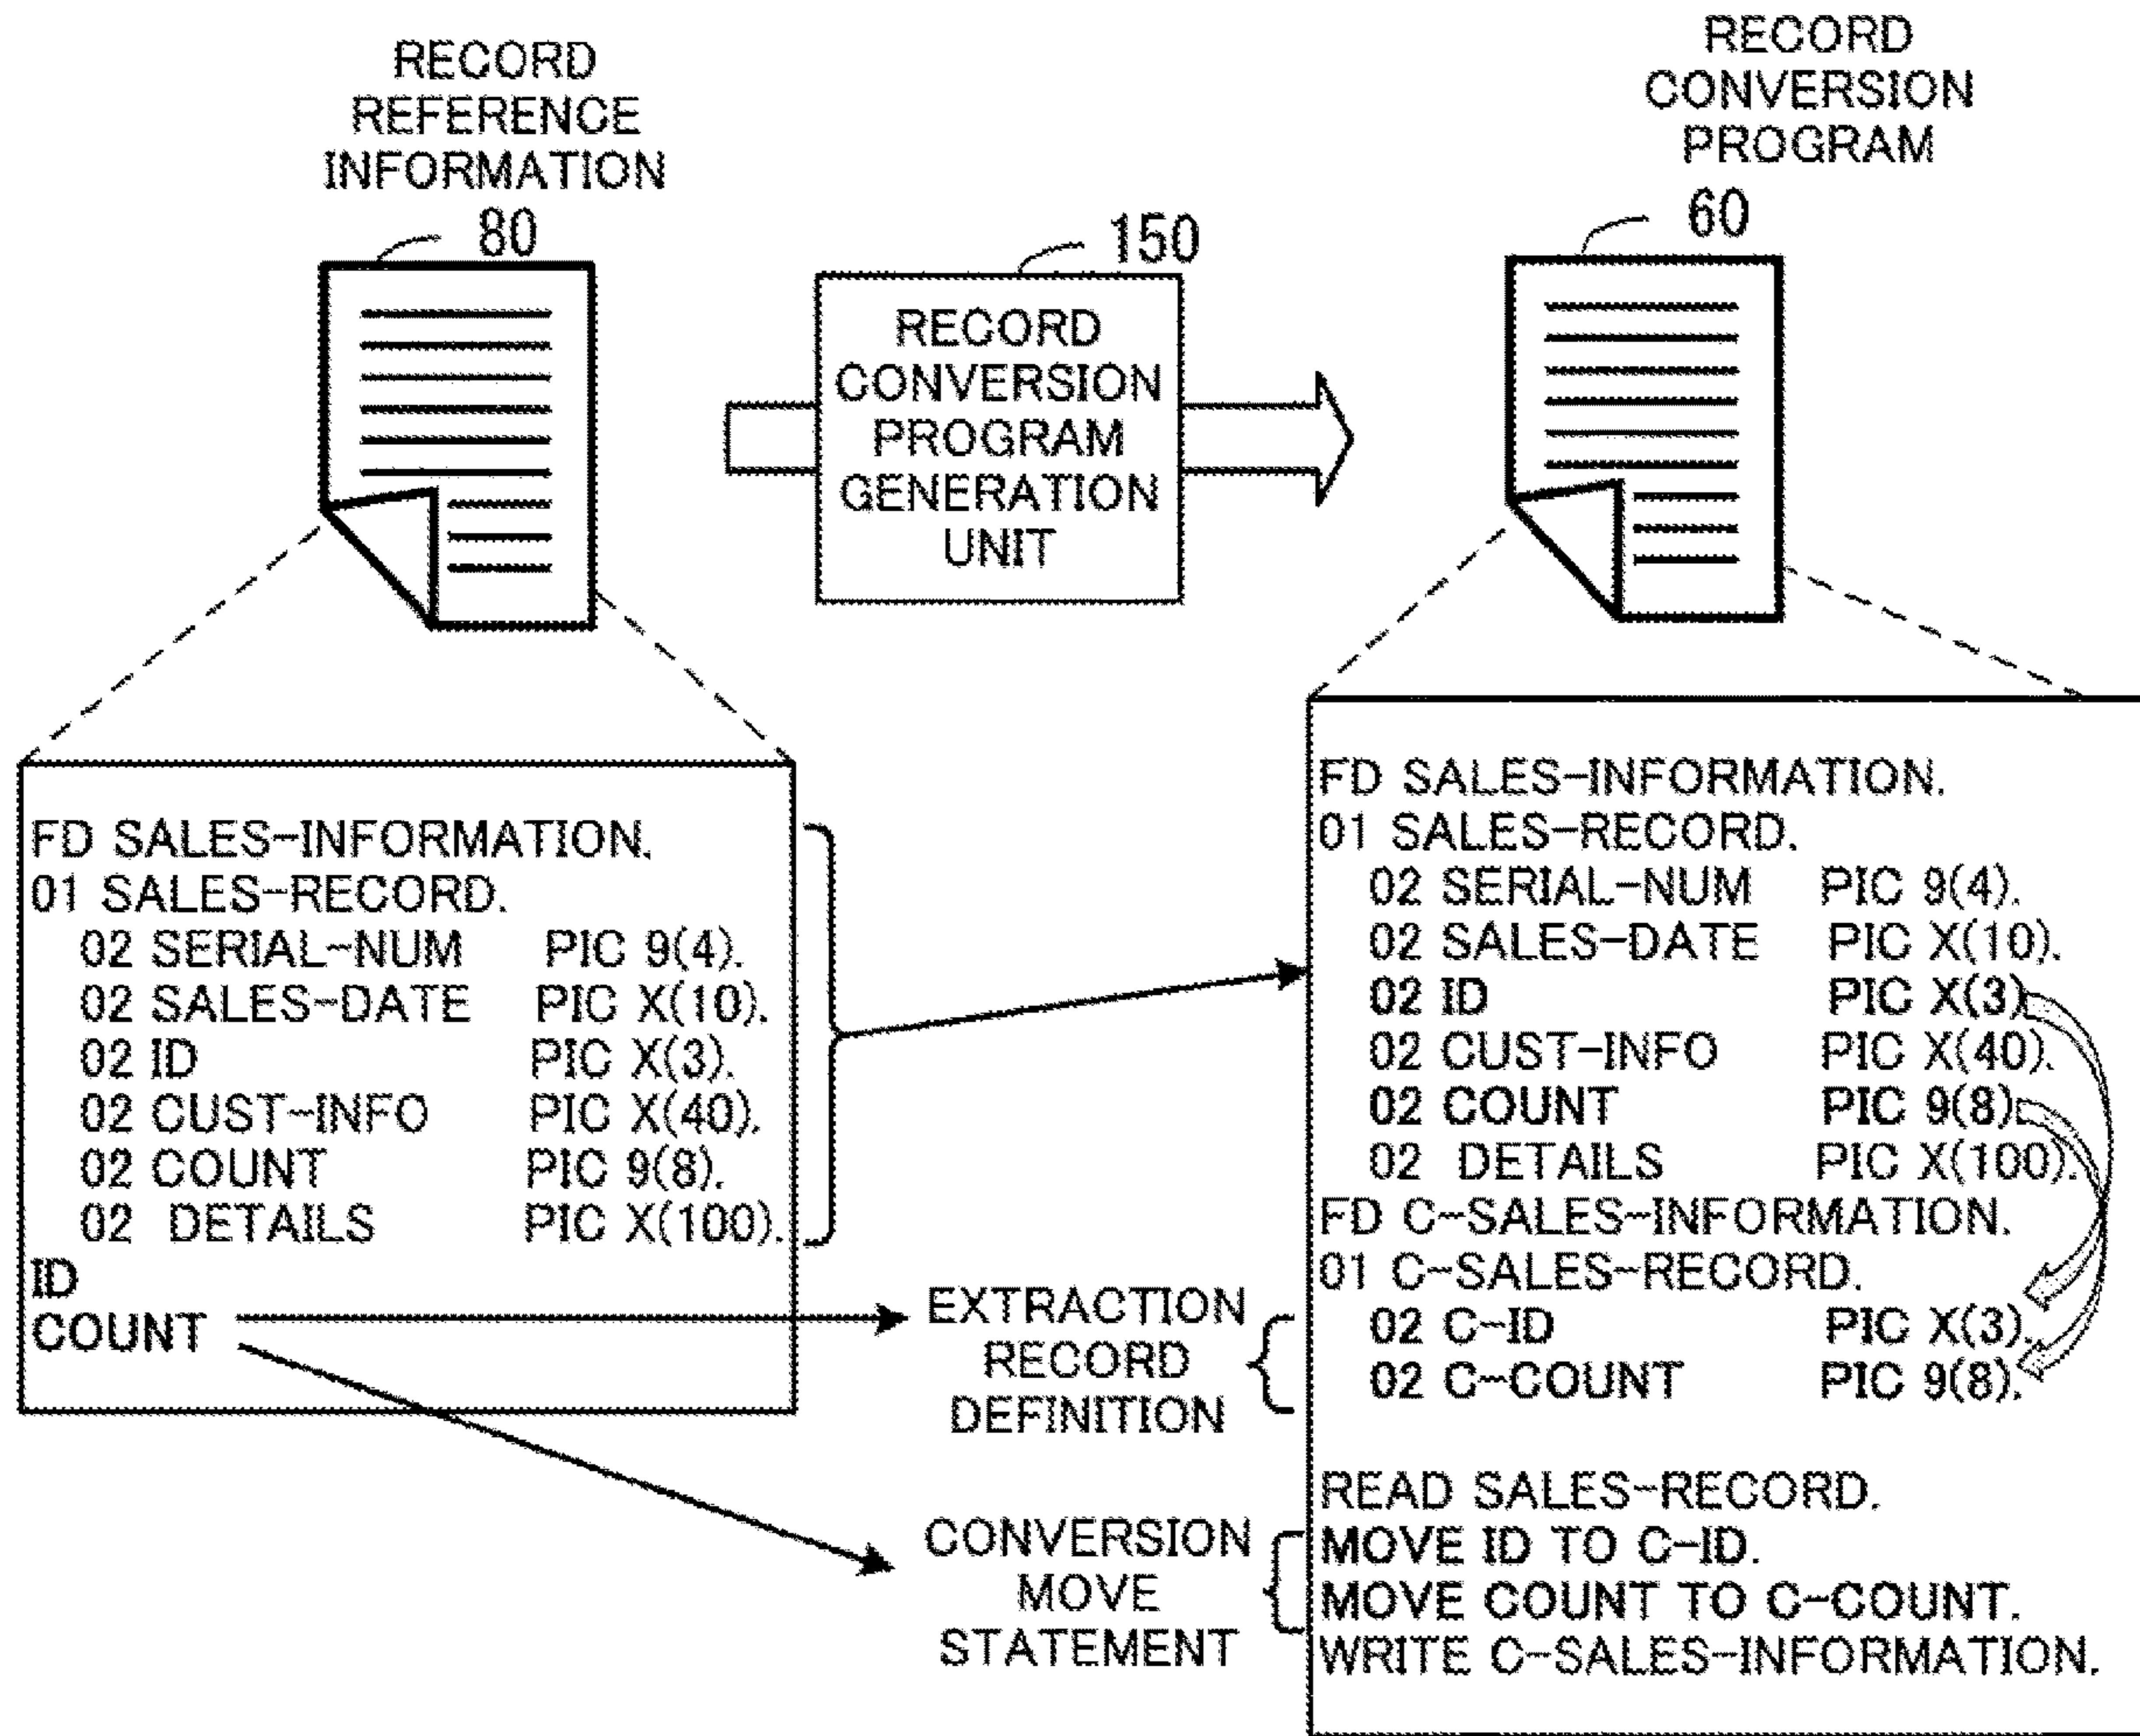 RECORD
REFERENCE
INFORMATION
80
150
RECORD
CONVERSION
PROGRAM
GENERATION
UNIT
RECORD
CONVERSION
PROGRAM
60
FD SALES-INFORMATION.
01 SALES-RECORD.
02 SERIAL-NUM PIC 9(4).
02 SALES-DATE PIC X(10).
02 ID PIC X(3).
02 CUST-INFO PIC X(40).
02 COUNT PIC 9(8).
02 DETAILS PIC X(100).
ID
COUNT
EXTRACTION
RECORD
DEFINITION
CONVERSION
MOVE
STATEMENT
FD SALES-INFORMATION.
01 SALES-RECORD.
02 SERIAL-NUM PIC 9(4).
02 SALES-DATE PIC X(10).
02 ID PIC X(3)
02 CUST-INFO PIC X(40).
02 COUNT PIC 9(8).
02 DETAILS PIC X(100).
FD C-SALES-INFORMATION.
01 C-SALES-RECORD.
02 C-ID PIC X(3).
02 C-COUNT PIC 9(8).
READ SALES-RECORD.
MOVE ID TO C-ID.
MOVE COUNT TO C-COUNT.
WRITE C-SALES-INFORMATION.